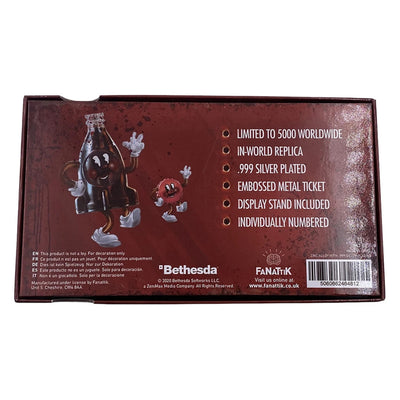 LIMITED TO 5000 WORLDWIDE
IN-WORLD REPLICA
.999 SILVER PLATED
EMBOSSED METAL TICKET
DISPLAY STAND INCLUDED
INDIVIDUALLY NUMBERED
EN This product is not a toy. For decoration only.
FR Ce produit n'est pas un jouet. Pour décoration uniquement.
DE Dies ist kein Spielzeug. Nur zur Dekoration.
ES Este producto no es un juguete. Solo para decoración.
IT Non è un giocattolo. Solo per decorazione.
Manufactured under license by Fanattik.
Unit 5, Cheshire, CH4
Bethesda
© 2020 Bethesda Softworks LLC,
a ZeniMax Media Company. All Rights Reserved.
FANATTIK
Visit us online at
www.fanattik.co.uk
5060662464812